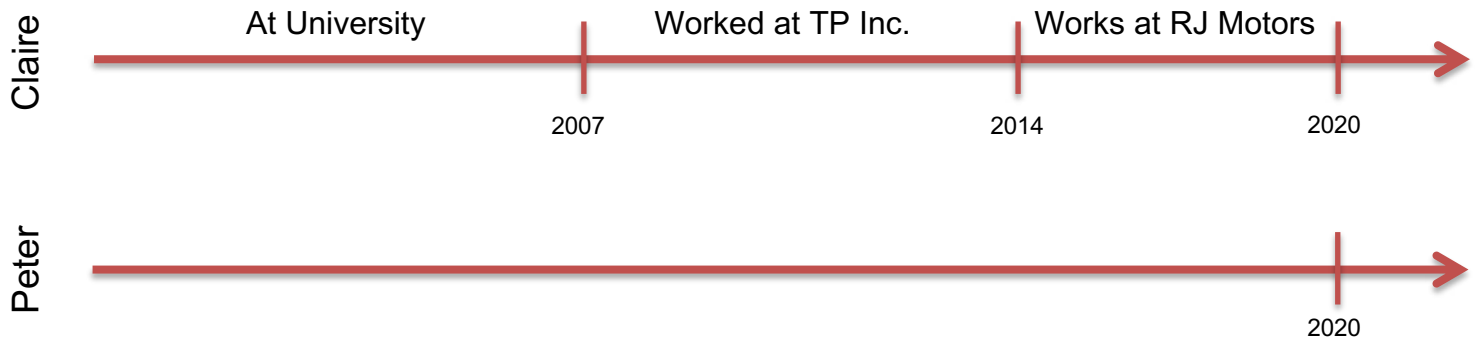 Claire
At University
Worked at TP Inc.
Works at RJ Motors
2007
2014
2020
Peter
2020